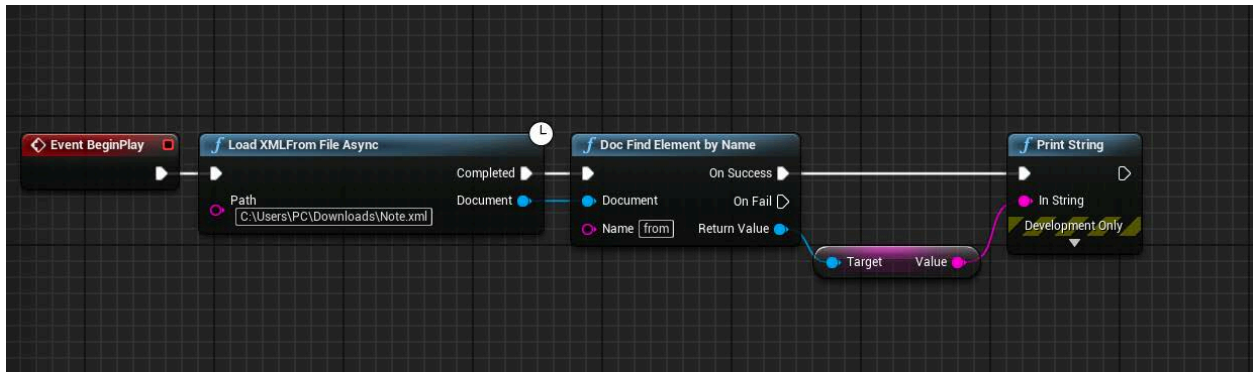 Event BeginPlay
Load XMLFrom File Async
Completed
Path
C:\Users\PC\Downloads\Note.xml
Document
Doc Find Element by Name
On Success
Document
On Fail
Name from
Return Value
Target
Value
Print String
In String
Development Only